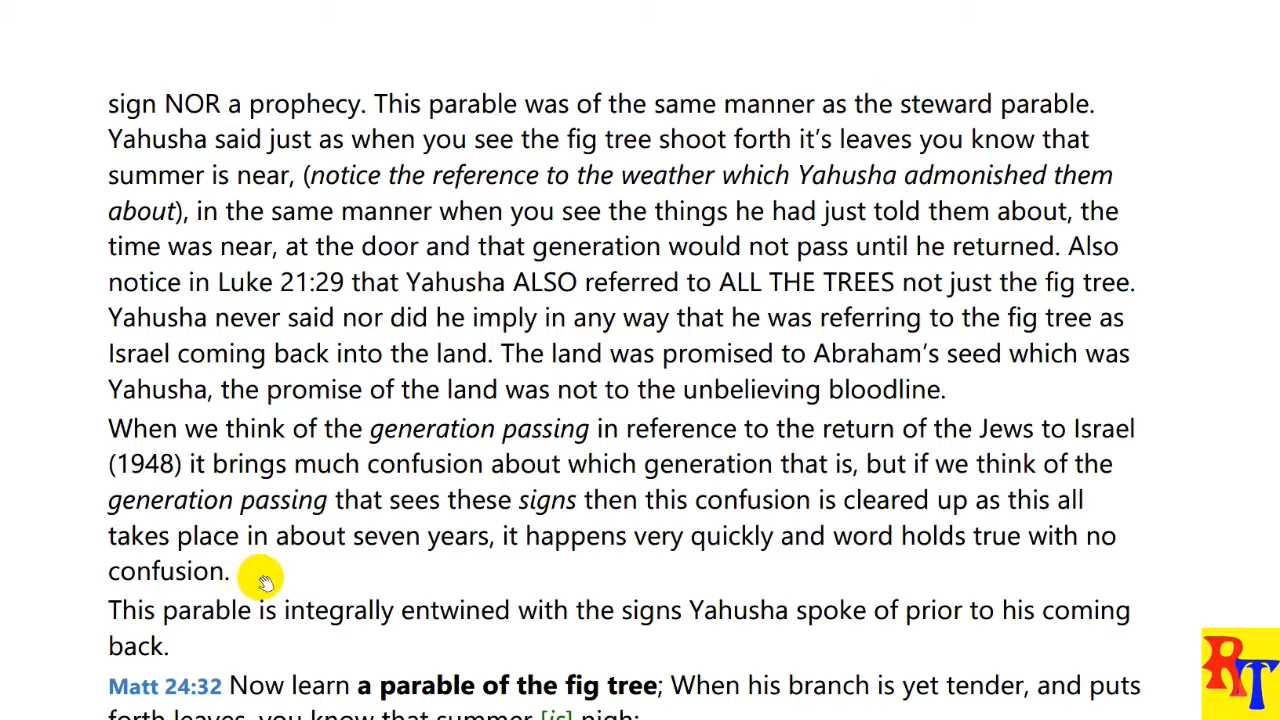 sign NOR a prophecy. This parable was of the same manner as the steward parable.
Yahusha said just as when you see the fig tree shoot forth it's leaves you know that
summer is near, (notice the reference to the weather which Yahusha admonished them
about), in the same manner when you see the things he had just told them about, the
time was near, at the door and that generation would not pass until he returned. Also
notice in Luke 21:29 that Yahusha ALSO referred to ALL THE TREES not just the fig tree.
Yahusha never said nor did he imply in any way that he was referring to the fig tree as
Israel coming back into the land. The land was promised to Abraham's seed which was
Yahusha, the promise of the land was not to the unbelieving bloodline.
When we think of the generation passing in reference to the return of the Jews to Israel
(1948) it brings much confusion about which generation that is, but if we think of the
generation passing that sees these signs then this confusion is cleared up as this all
takes place in about seven years, it happens very quickly and word holds true with no
confusion.
This parable is integrally entwined with the signs Yahusha spoke of prior to his coming
back.
Matt 24:32 Now learn a parable of the fig tree; When his branch is yet tender, and puts
forth leaves, you know that summer [is] nigh:
RT